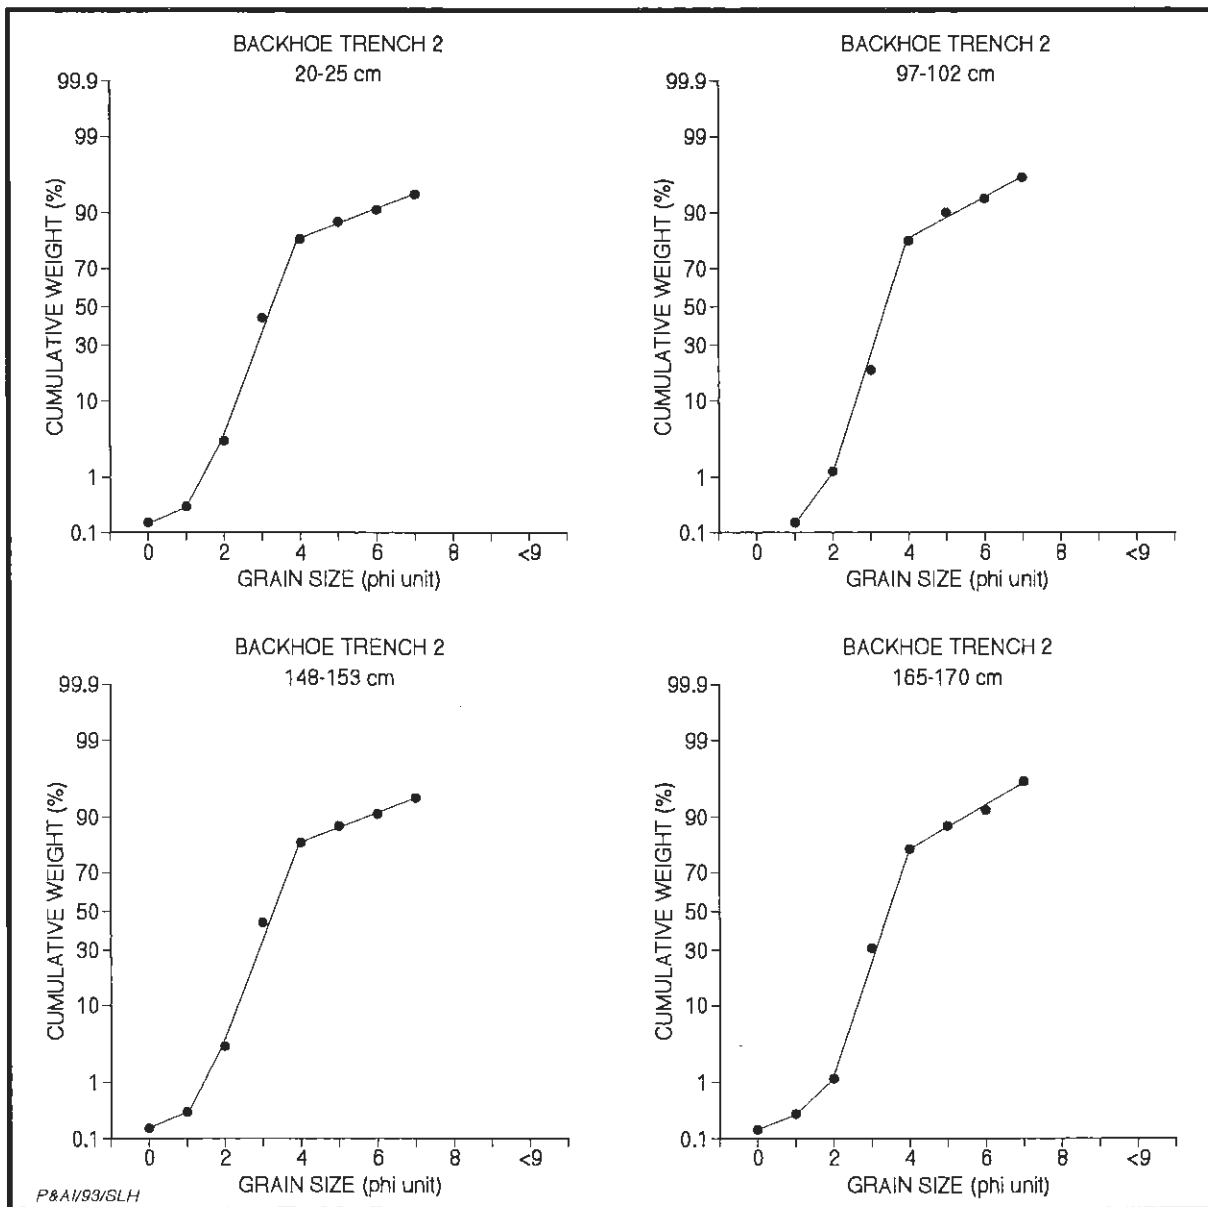 BACKHOE TRENCH 2
20-25 cm
99.9
99
90
70
50
30
10
1
0.1
CUMULATIVE WEIGHT (%)
0 2 4 6 8 <9
GRAIN SIZE (phi unit)
BACKHOE TRENCH 2
97-102 cm
99.9
99
90
70
50
30
10
1
0.1
CUMULATIVE WEIGHT (%)
0 2 4 6 8 <9
GRAIN SIZE (phi unit)
BACKHOE TRENCH 2
148-153 cm
99.9
99
90
70
50
30
10
1
0.1
CUMULATIVE WEIGHT (%)
0 2 4 6 8 <9
GRAIN SIZE (phi unit)
BACKHOE TRENCH 2
165-170 cm
99.9
99
90
70
50
30
10
1
0.1
CUMULATIVE WEIGHT (%)
0 2 4 6 8 <9
GRAIN SIZE (phi unit)
P&AI/93/SLH